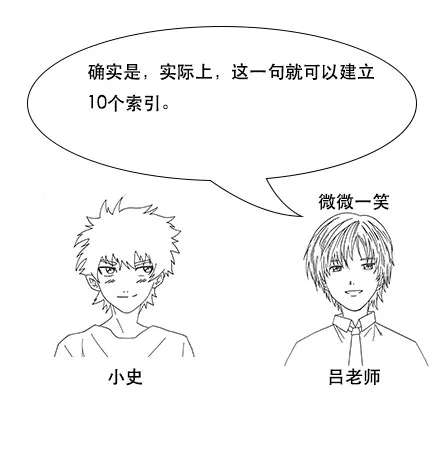 确实是，实际上，这一句就可以建立
10个索引。
微微一笑
小史
吕老师